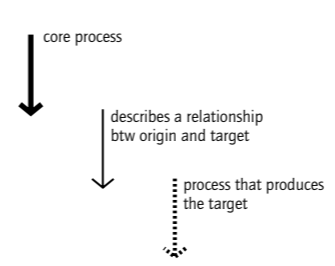 core process
describes a relationship
btw origin and target
process that produces
the target